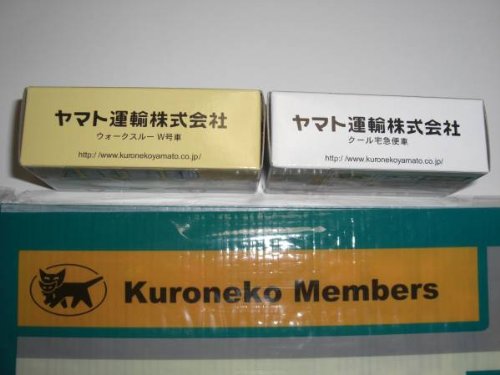 ヤマト運輸株式会社
ウォークスルー W号車
http://www.kuronekoyamato.co.jp/
ヤマト運輸株式会社
クール宅急便車
http://www.kuronekoyamato.co.jp/
Kuroneko Members